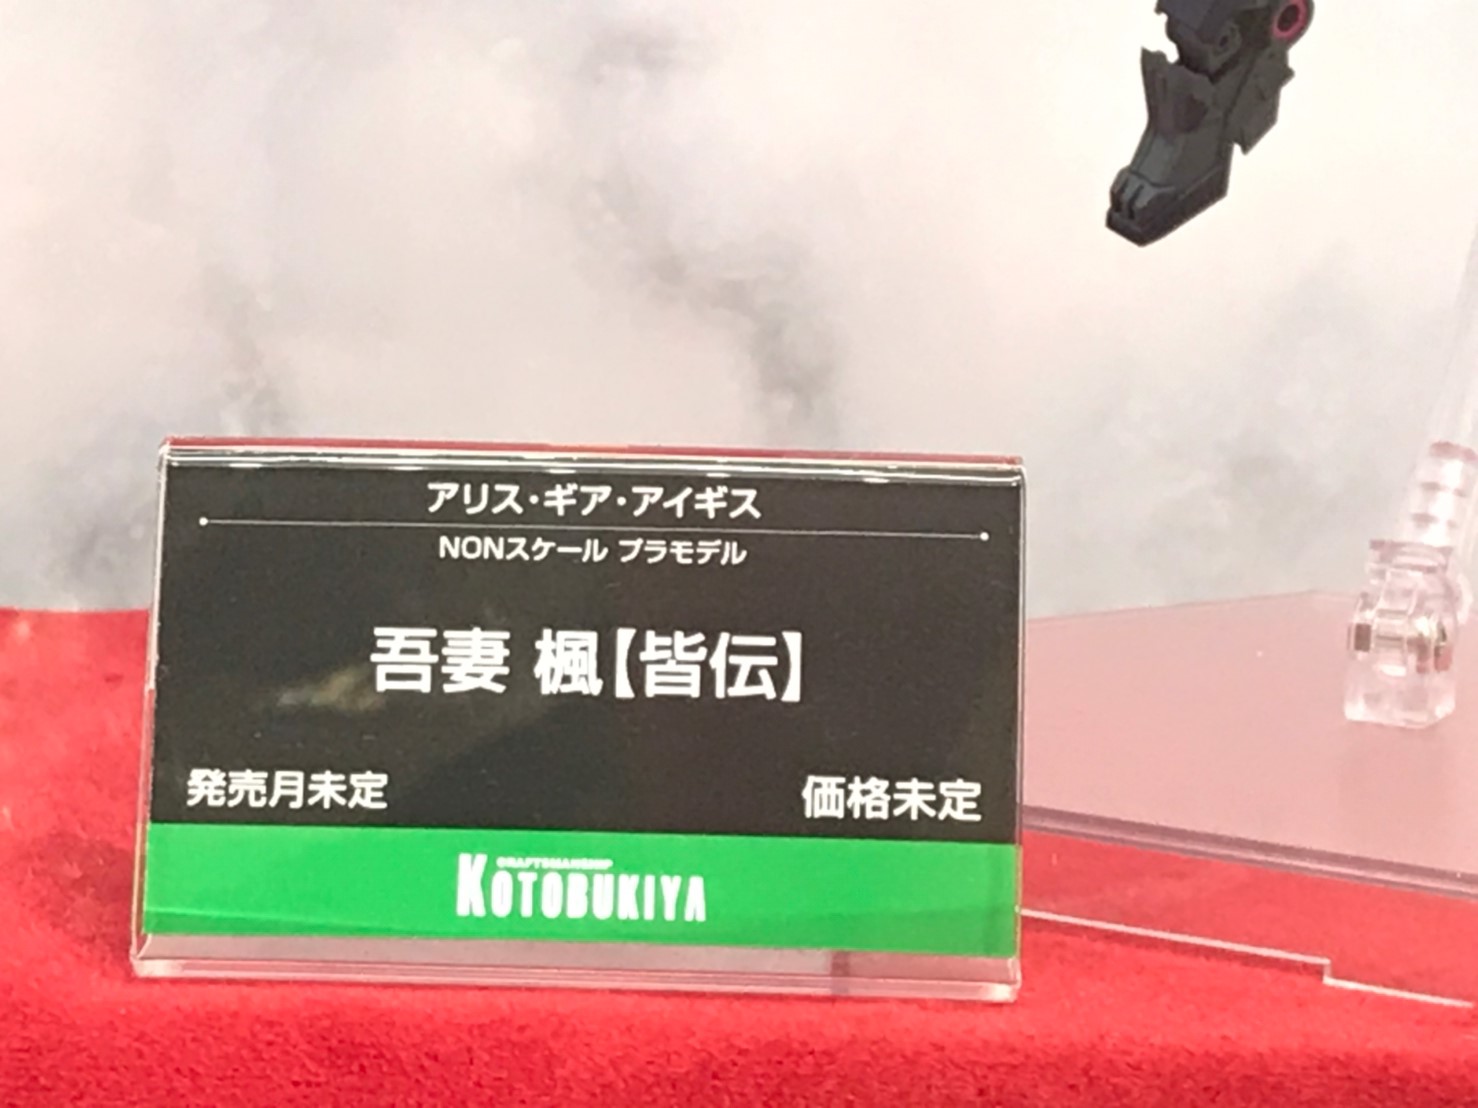 アリス・ギア・アイギス
NONスケール プラモデル
吾妻 楓【皆伝】
発売月未定
価格未定
CRAFTSMANSHIP
KOTOBUKIYA